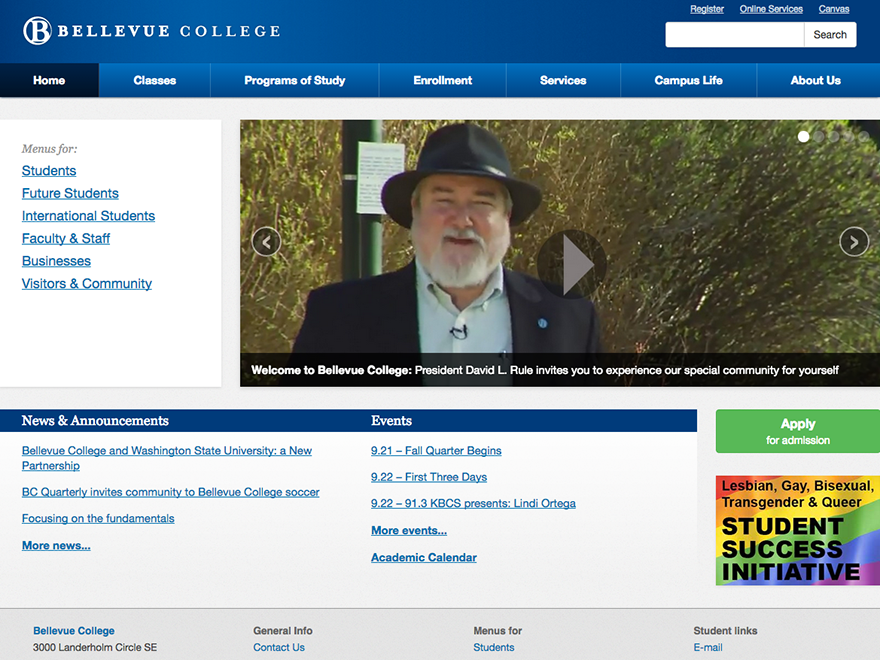 Register Online Services Canvas
BELLEVUE COLLEGE
Search
Home Classes Programs of Study Enrollment Services Campus Life About Us
Menus for:
Students
Future Students
International Students
Faculty & Staff
Businesses
Visitors & Community
Welcome to Bellevue College: President David L. Rule invites you to experience our special community for yourself
News & Announcements
Bellevue College and Washington State University: a New
Partnership
BC Quarterly invites community to Bellevue College soccer
Focusing on the fundamentals
More news...
Events
9.21 – Fall Quarter Begins
9.22 – First Three Days
9.22 – 91.3 KBCS presents: Lindi Ortega
More events...
Academic Calendar
Apply
for admission
Lesbian, Gay, Bisexual,
Transgender & Queer
STUDENT
SUCCESS
INITIATIVE
Bellevue College
3000 Landerholm Circle SE
General Info
Contact Us
Menus for
Students
Student links
E-mail